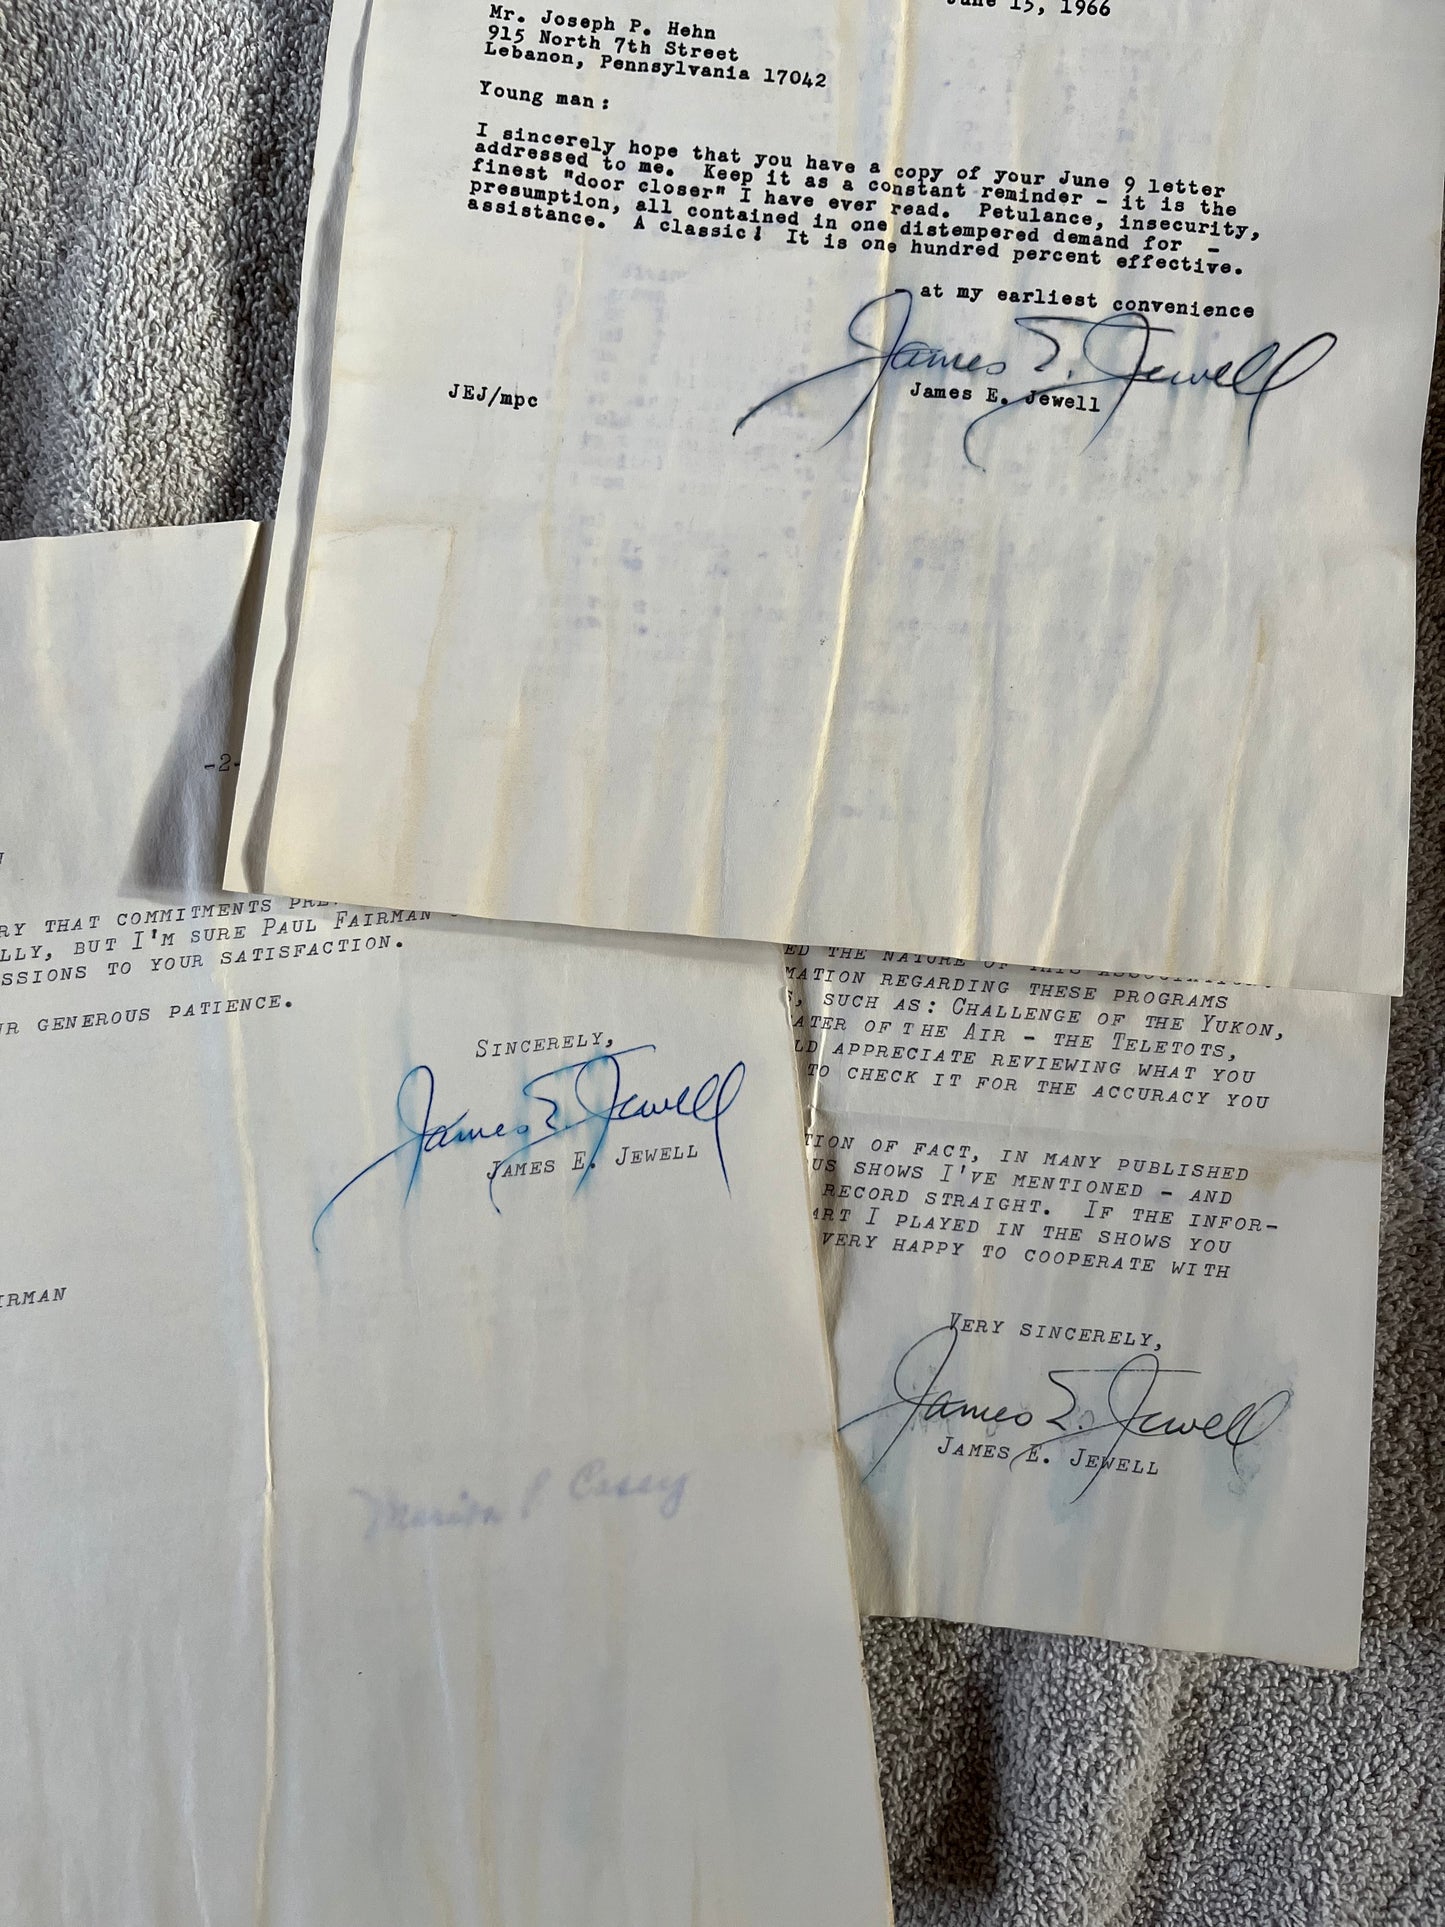 June 15, 1966
Mr. Joseph P. Hehn
915 North 7th Street
Lebanon, Pennsylvania 17042
Young man:
I sincerely hope that you have a copy of your June 9 letter
addressed to me. Keep it as a constant reminder - it is the
finest "door closer" I have ever read. Petulance, insecurity,
presumption, all contained in one distempered demand for -
assistance. A classic! It is one hundred percent effective.
- at my earliest convenience
James E. Jewell
James E. Jewell
JEJ/mpc
-2-
RY THAT COMMITMENTS
LLY, BUT I'M SURE PAUL FAIRMAN
SSIONS TO YOUR SATISFACTION.
UR GENEROUS PATIENCE.
SINCERELY,
James E. Jewell
JAMES E. JEWELL
IRMAN
ED THE NATURE OF THIS ASSOCIATION.
MATION REGARDING THESE PROGRAMS
S, SUCH AS: CHALLENGE OF THE YUKON,
ATER OF THE AIR - THE TELETOTS,
LD APPRECIATE REVIEWING WHAT YOU
TO CHECK IT FOR THE ACCURACY YOU
TION OF FACT, IN MANY PUBLISHED
US SHOWS I'VE MENTIONED - AND
RECORD STRAIGHT. IF THE INFOR-
ART I PLAYED IN THE SHOWS YOU
VERY HAPPY TO COOPERATE WITH
VERY SINCERELY,
James E. Jewell
JAMES E. JEWELL